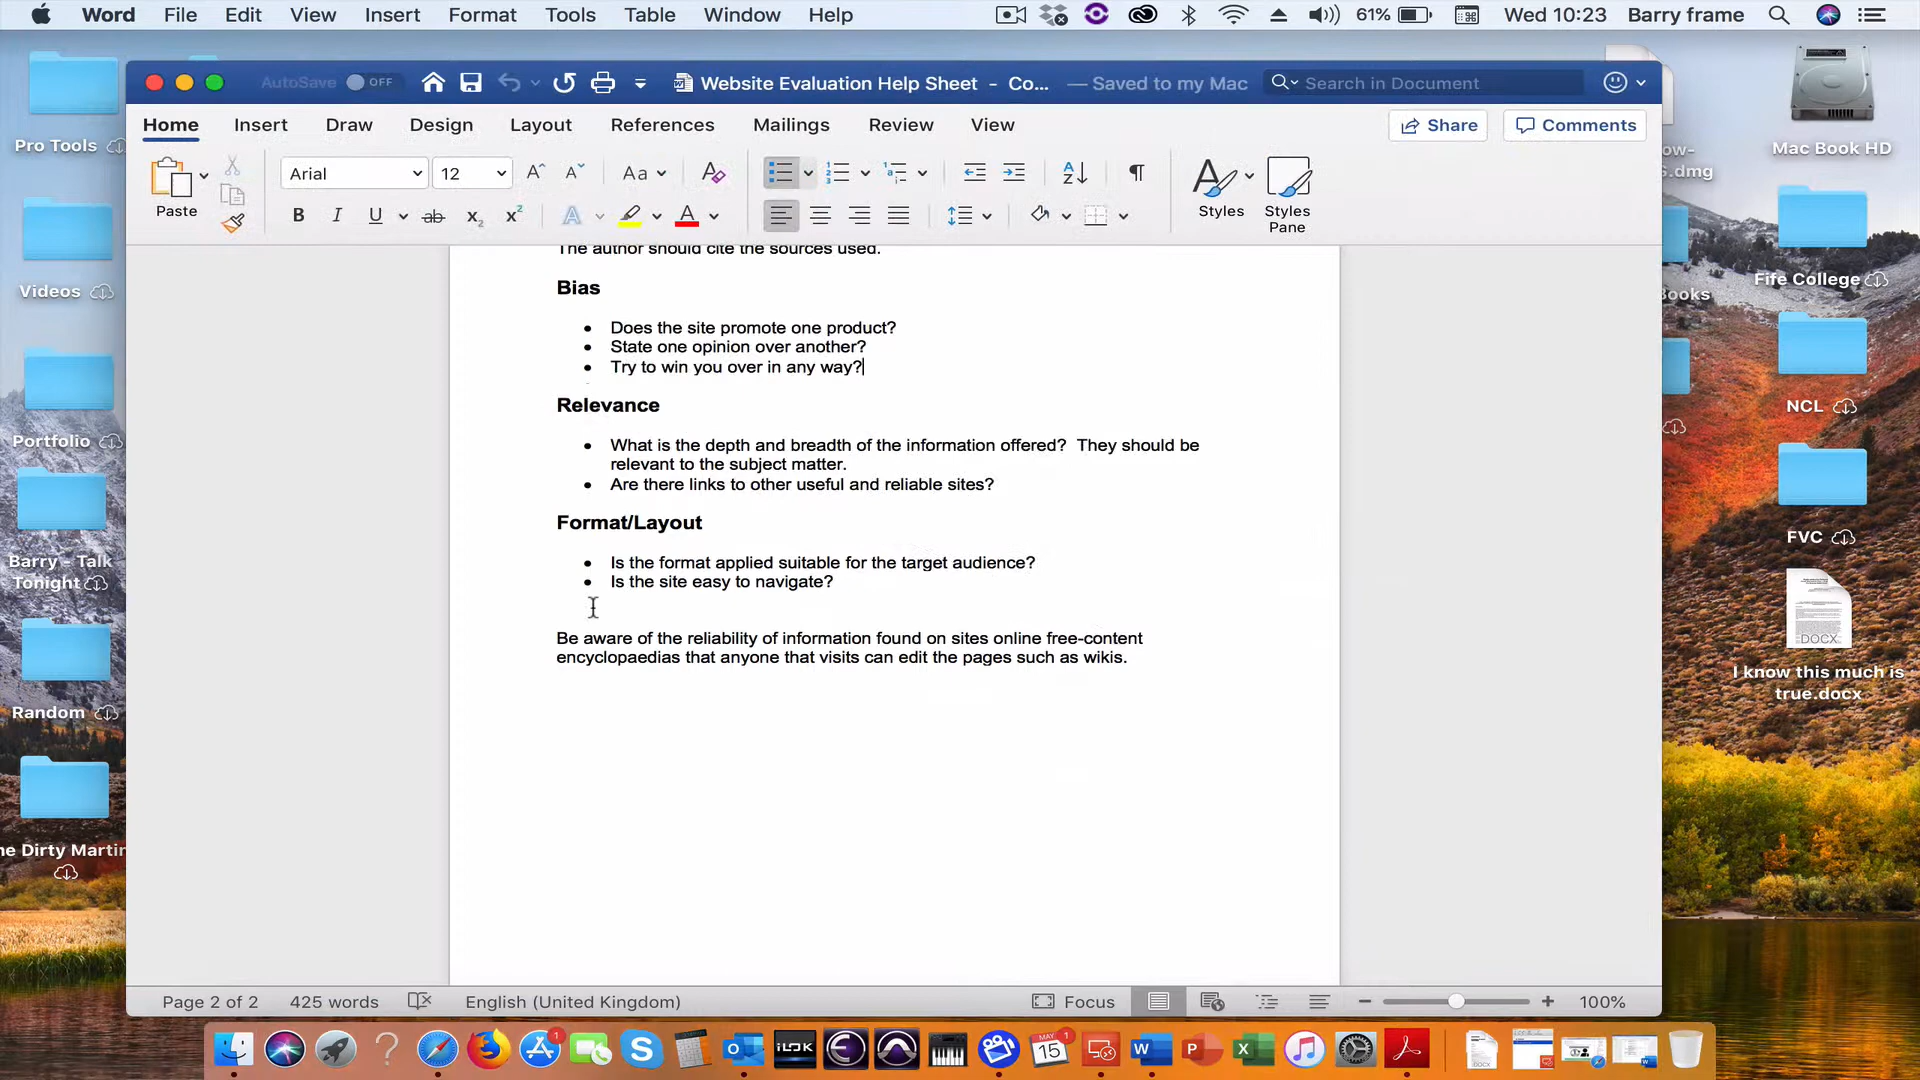 Word File Edit View Insert Format Tools Table Window Help 61% Wed 10:23 Barry frame
AutoSave OFF Website Evaluation Help Sheet - Co... — Saved to my Mac Search in Document
Home Insert Draw Design Layout References Mailings Review View Share Comments
Paste Arial 12 Aa Styles Styles Pane
The author should cite the sources used.
Bias
• Does the site promote one product?
• State one opinion over another?
• Try to win you over in any way?
Relevance
• What is the depth and breadth of the information offered?  They should be
relevant to the subject matter.
• Are there links to other useful and reliable sites?
Format/Layout
• Is the format applied suitable for the target audience?
• Is the site easy to navigate?
Be aware of the reliability of information found on sites online free-content
encyclopaedias that anyone that visits can edit the pages such as wikis.
Page 2 of 2 425 words English (United Kingdom) Focus 100%
Pro Tools
Videos
Portfolio
Barry - Talk
Tonight
Random
ne Dirty Martin
Mac Book HD
ow-
.dmg
Fife College
Books
NCL
FVC
DOCX
I know this much is
true.docx
iLOK
MAY
15